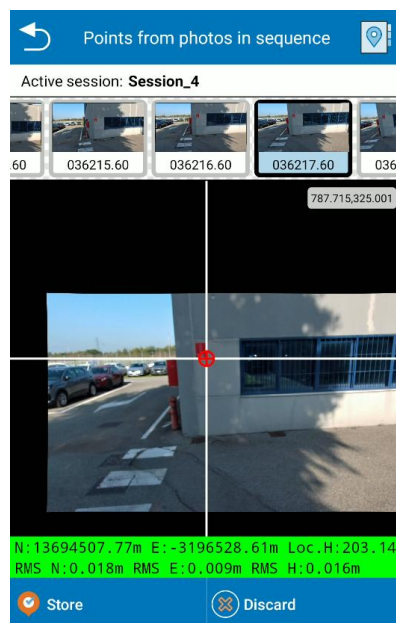 Points from photos in sequence
Active session: Session_4
.60 036215.60 036216.60 036217.60 036
787.715,325.001
N:13694507.77m E:-3196528.61m Loc.H:203.14
RMS N:0.018m RMS E:0.009m RMS H:0.016m
Store Discard